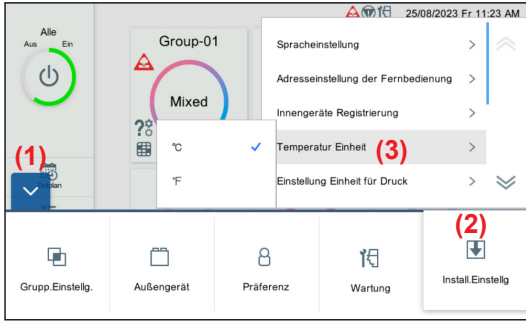 25/08/2023 Fr 11:23 AM
Alle
Aus Ein
Group-01
Mixed
Spracheinstellung
Adresseinstellung der Fernbedienung
Innengeräte Registrierung
Temperatur Einheit
(3)
Einstellung Einheit für Druck
°C
°F
(1)
(2)
Grupp.Einstellg.
Außengerät
Präferenz
Wartung
Install.Einstellg